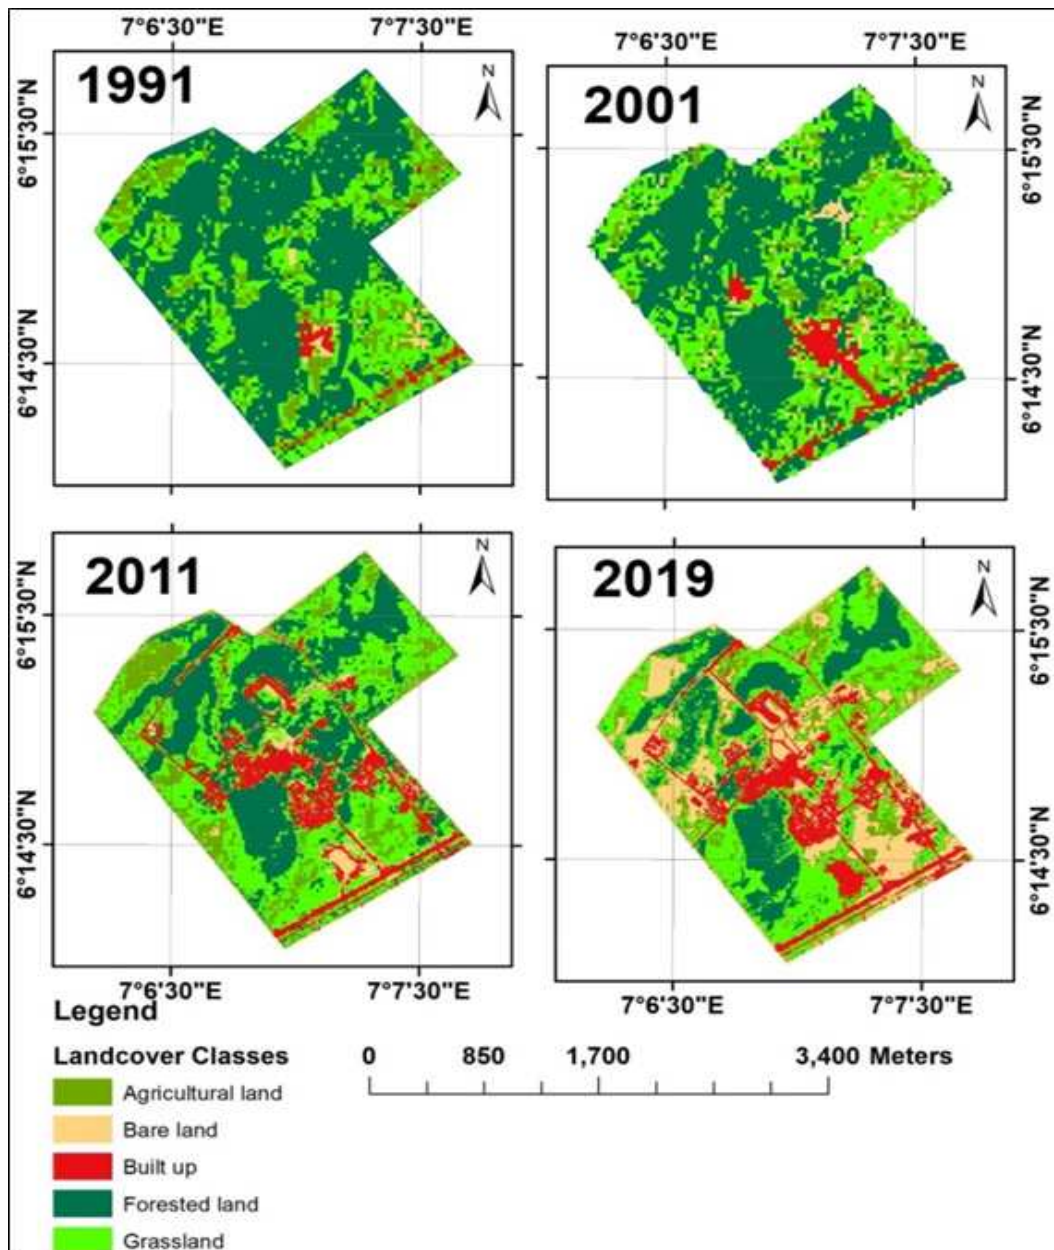 7°6'30"E 7°7'30"E 7°6'30"E 7°7'30"E
1991 N
2001 N
6°15'30"N 6°15'30"N
6°14'30"N 6°14'30"N
2011 N
2019 N
6°15'30"N 6°15'30"N
6°14'30"N 6°14'30"N
7°6'30"E 7°7'30"E 7°6'30"E 7°7'30"E
Legend
Landcover Classes
0 850 1,700 3,400 Meters
Agricultural land
Bare land
Built up
Forested land
Grassland